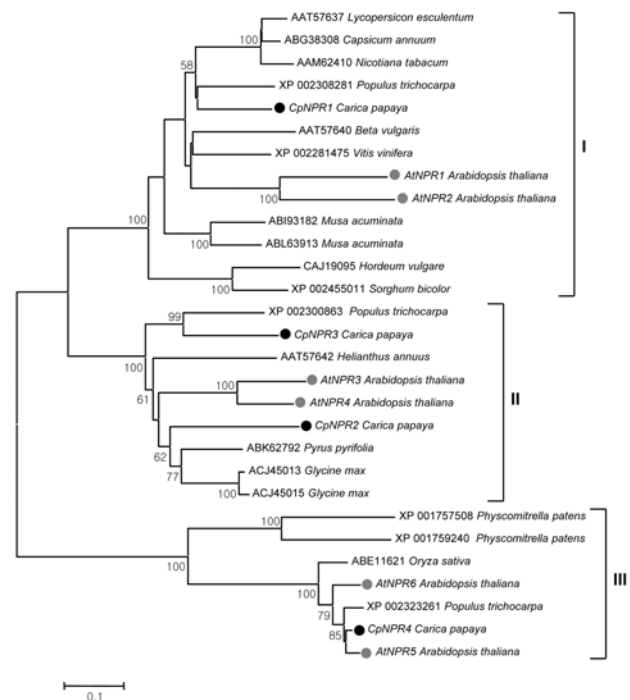 AAT57637 Lycopersicon esculentum
ABG38308 Capsicum annuum
100
AAM62410 Nicotiana tabacum
58
XP 002308281 Populus trichocarpa
CpNPR1 Carica papaya
AAT57640 Beta vulgaris
I
XP 002281475 Vitis vinifera
AtNPR1 Arabidopsis thaliana
100
AtNPR2 Arabidopsis thaliana
100
ABI93182 Musa acuminata
100
ABL63913 Musa acuminata
CAJ19095 Hordeum vulgare
100
XP 002455011 Sorghum bicolor
XP 002300863 Populus trichocarpa
99
CpNPR3 Carica papaya
100
AAT57642 Helianthus annuus
100
AtNPR3 Arabidopsis thaliana
61
AtNPR4 Arabidopsis thaliana
II
CpNPR2 Carica papaya
62
ABK62792 Pyrus pyrifolia
77
ACJ45013 Glycine max
100
ACJ45015 Glycine max
XP 001757508 Physcomitrella patens
100
XP 001759240 Physcomitrella patens
100
ABE11621 Oryza sativa
III
100
AtNPR6 Arabidopsis thaliana
79
XP 002323261 Populus trichocarpa
85
CpNPR4 Carica papaya
AtNPR5 Arabidopsis thaliana
0.1